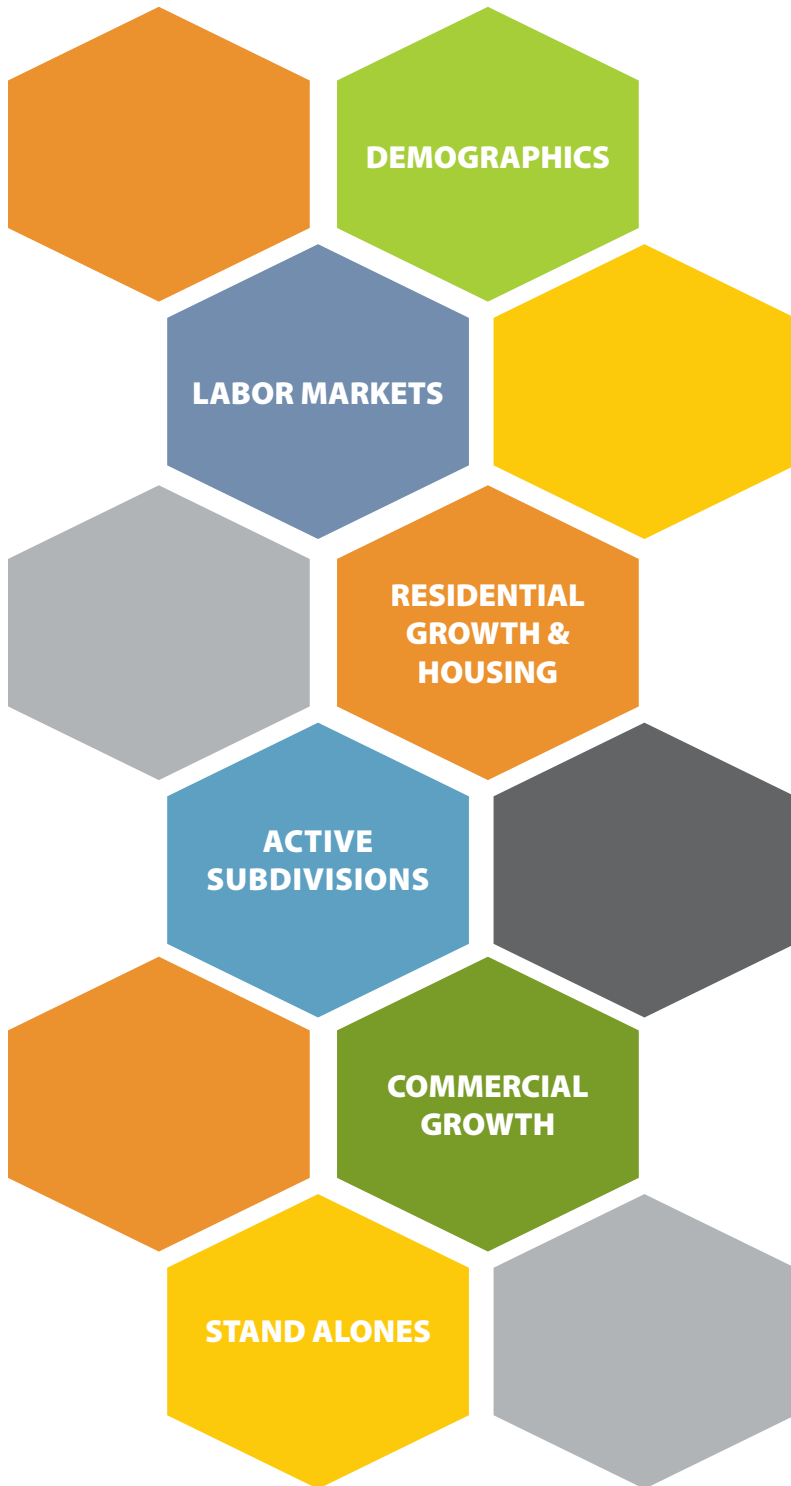 DEMOGRAPHICS
LABOR MARKETS
RESIDENTIAL
GROWTH &
HOUSING
ACTIVE
SUBDIVISIONS
COMMERCIAL
GROWTH
STAND ALONES